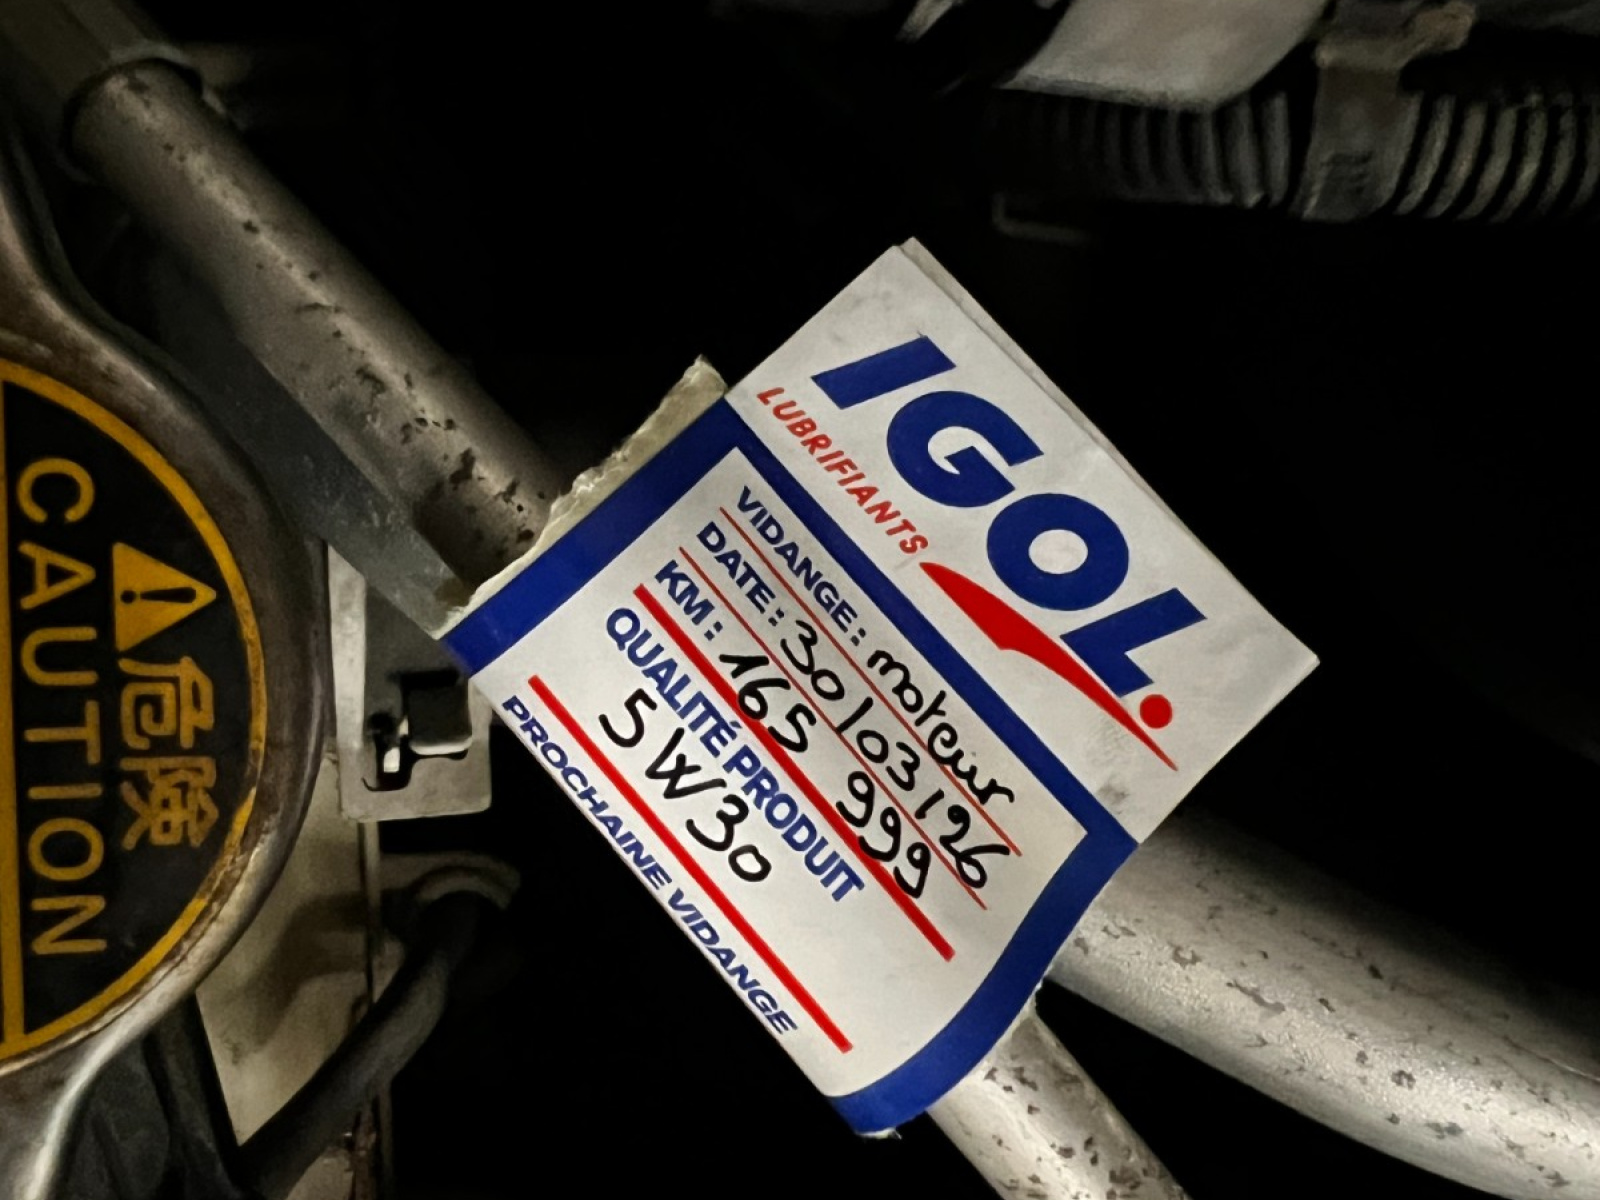 IGOL
LUBRIFIANTS
VIDANGE: moteur
DATE: 30/03/26
KM: 165 999
QUALITÉ PRODUIT
5W30
PROCHAINE VIDANGE
危険
CAUTION